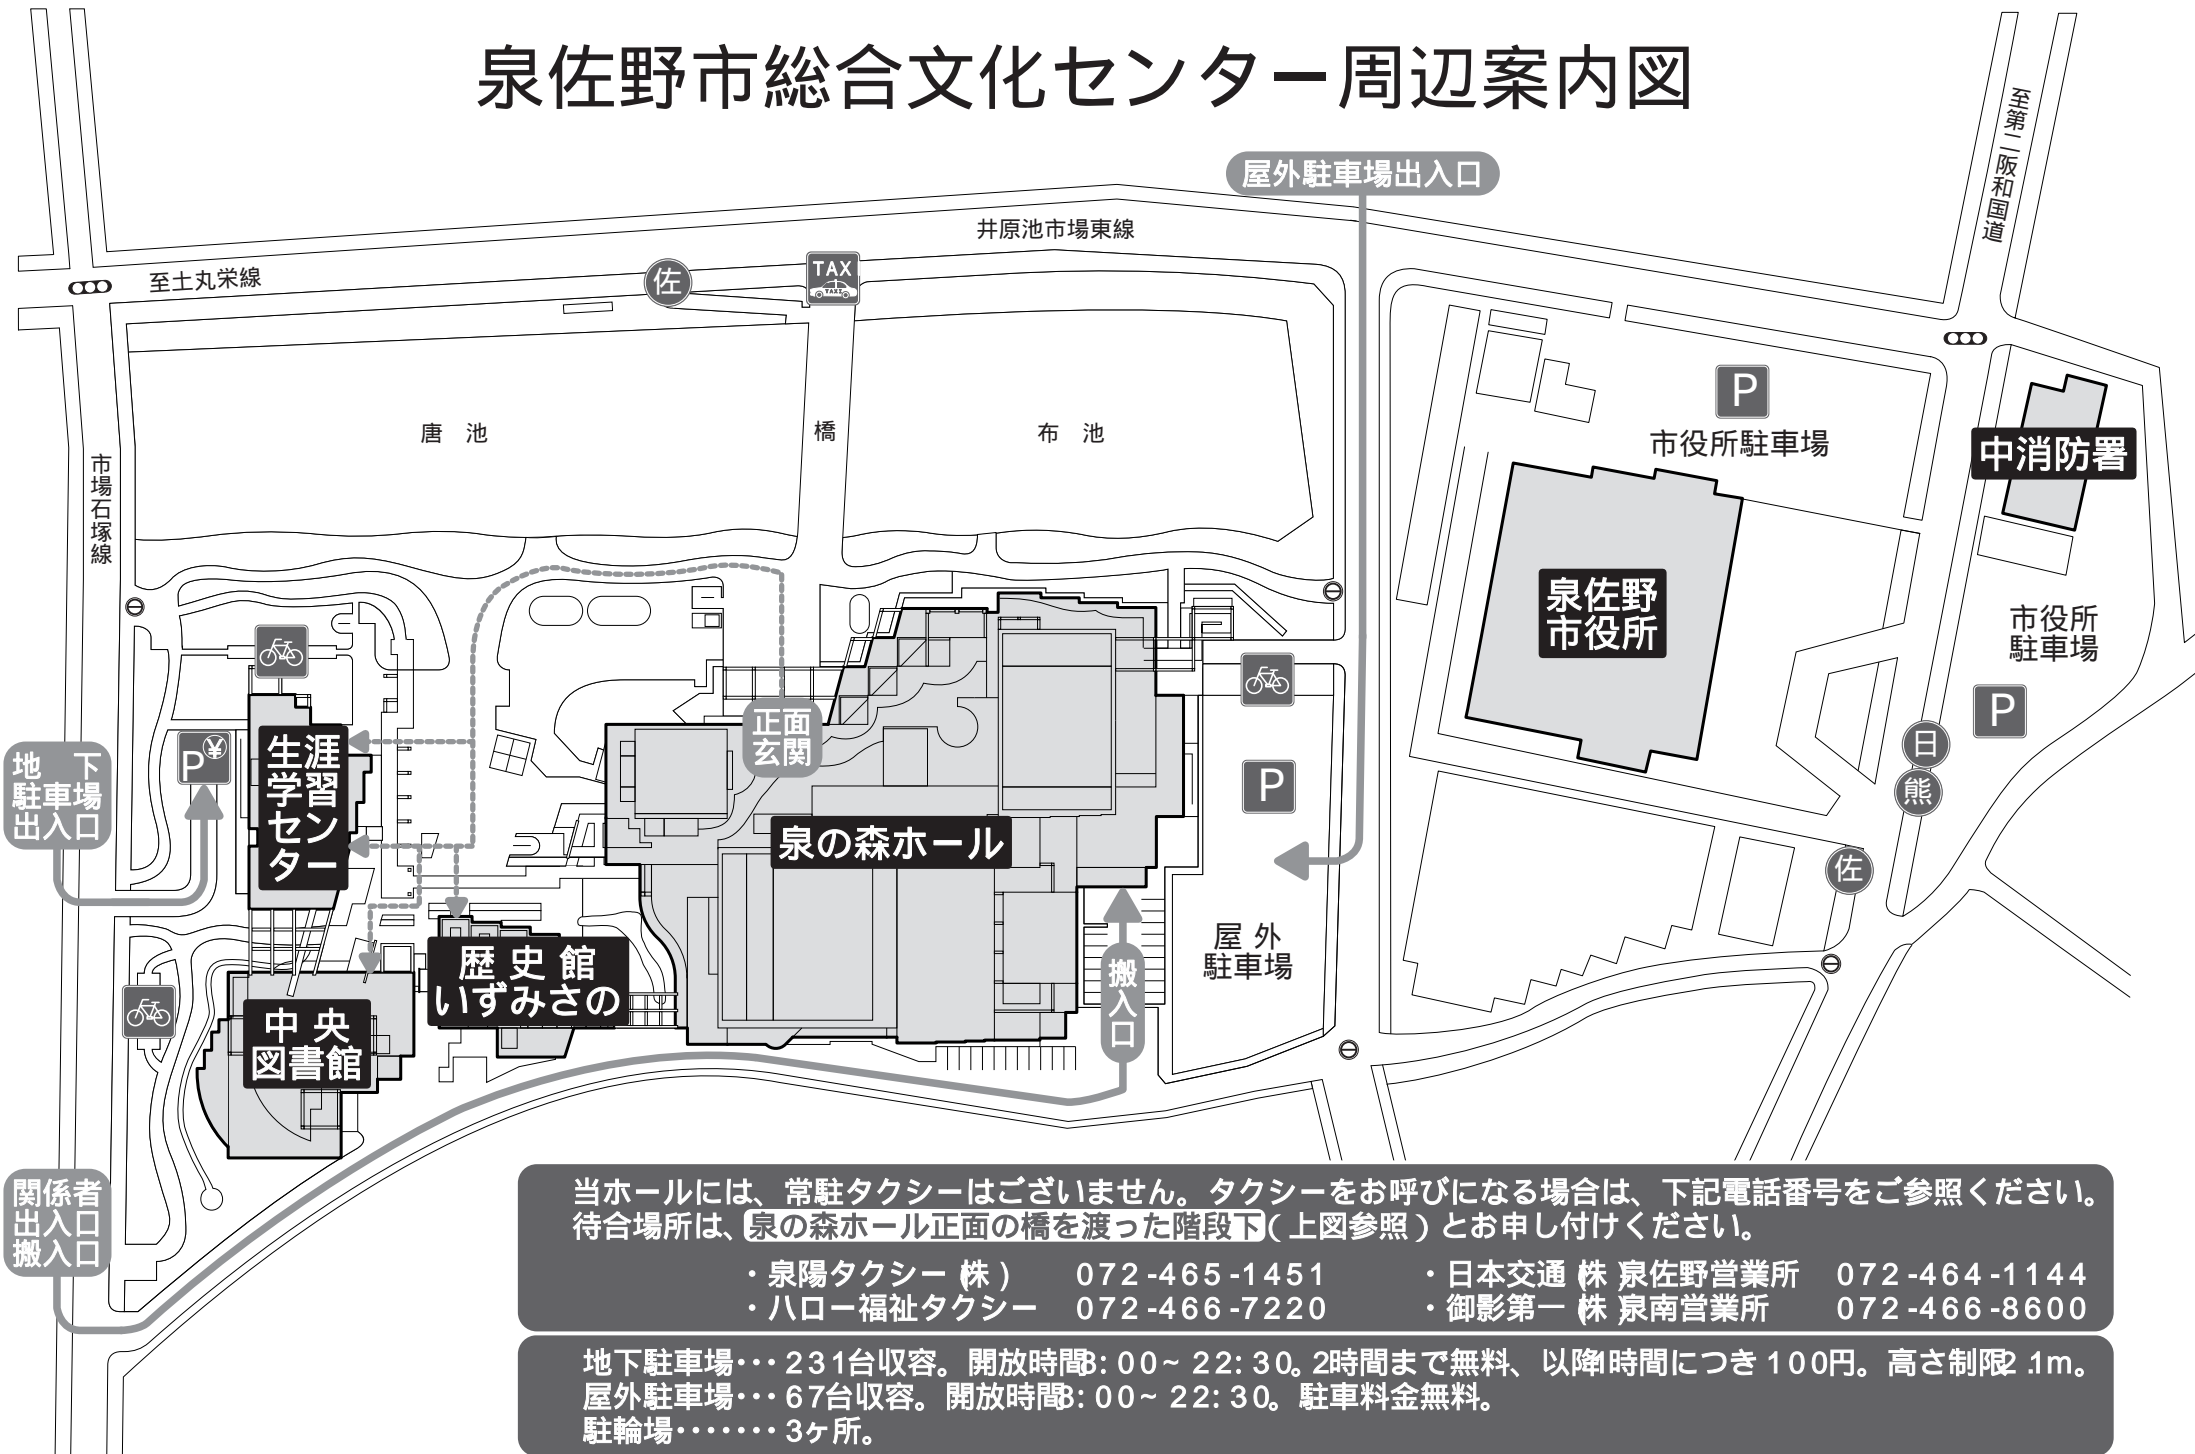 泉佐野市総合文化センター周辺案内図
屋外駐車場出入口
至第二阪和国道
井原池市場東線
至土丸栄線
佐
TAX
TAXI
唐 池
橋
布 池
P
市役所駐車場
中消防署
市場石塚線
泉佐野
市役所
市役所
駐車場
P
正面
玄関
地 下
駐車場
出入口
P¥
生涯
学習
セン
ター
P
日
熊
泉の森ホール
佐
屋 外
駐車場
歴 史 館
いずみさの
搬入口
中 央
図書館
関係者
出入口
搬入口
当ホールには、常駐タクシーはございません。タクシーをお呼びになる場合は、下記電話番号をご参照ください。
待合場所は、泉の森ホール正面の橋を渡った階段下(上図参照)とお申し付けください。
・泉陽タクシー(株) 072-465-1451 ・日本交通(株)泉佐野営業所 072-464-1144
・ハロー福祉タクシー 072-466-7220 ・御影第一(株)泉南営業所 072-466-8600
地下駐車場・・・231台収容。開放時間8:00~22:30。2時間まで無料、以降1時間につき100円。高さ制限2.1m。
屋外駐車場・・・67台収容。開放時間8:00~22:30。駐車料金無料。
駐輪場・・・・・・・3ヶ所。